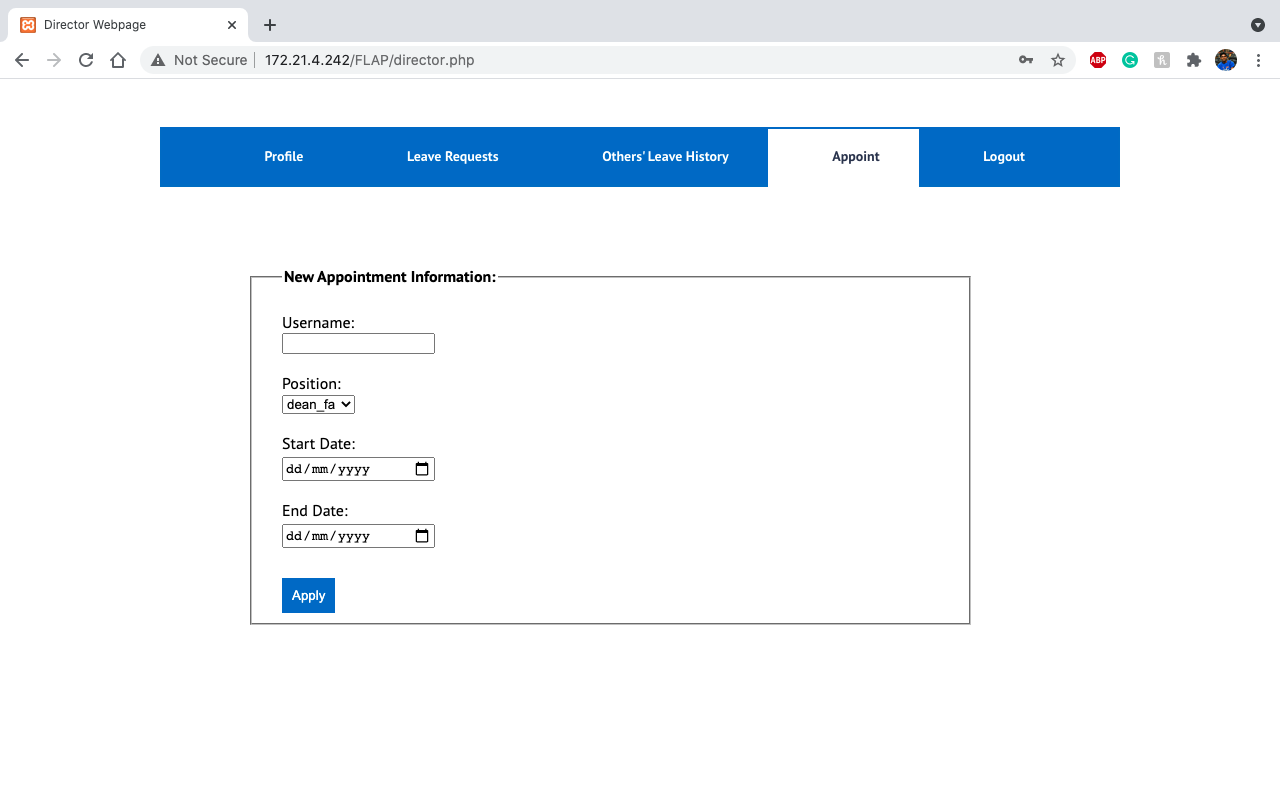 Director Webpage
Not Secure 172.21.4.242/FLAP/director.php
ABP
Profile Leave Requests Others' Leave History Appoint Logout
New Appointment Information:
Username:
Position:
dean_fa
Start Date:
dd/mm/yyyy
End Date:
dd/mm/yyyy
Apply